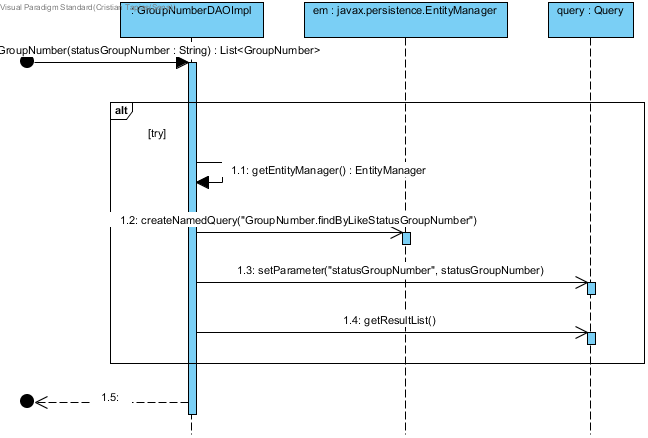 Visual Paradigm Standard(Cristian
: GroupNumberDAOImpl
em : javax.persistence.EntityManager
query : Query
GroupNumber(statusGroupNumber : String) : List<GroupNumber>
alt
[try]
1.1: getEntityManager() : EntityManager
1.2: createNamedQuery("GroupNumber.findByLikeStatusGroupNumber")
1.3: setParameter("statusGroupNumber", statusGroupNumber)
1.4: getResultList()
1.5: